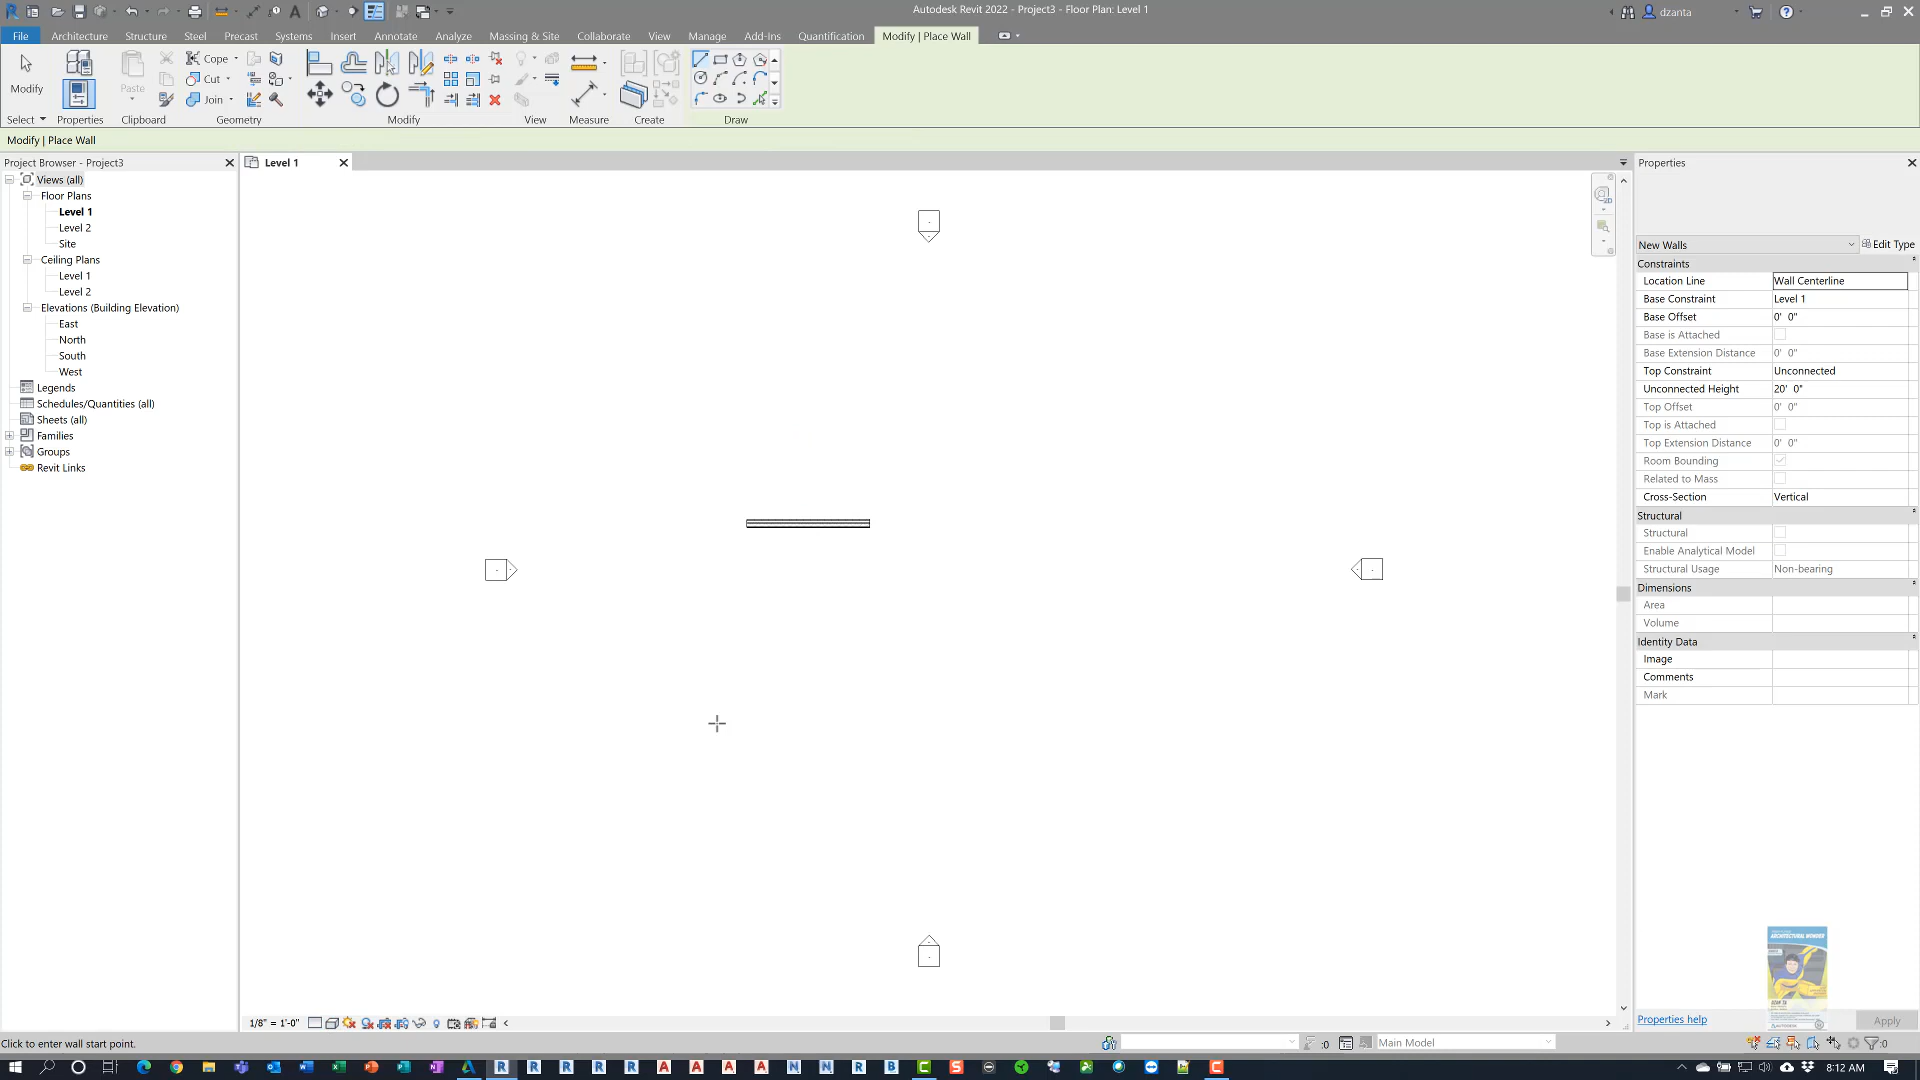 Autodesk Revit 2022 - Project3 - Floor Plan: Level 1
dzanta
File
Architecture
Structure
Steel
Precast
Systems
Insert
Annotate
Analyze
Massing & Site
Collaborate
View
Manage
Add-Ins
Quantification
Modify | Place Wall
Modify
Paste
Cope
Cut
Join
Select
Properties
Clipboard
Geometry
Modify
View
Measure
Create
Draw
Modify | Place Wall
Project Browser - Project3
Views (all)
Floor Plans
Level 1
Level 2
Site
Ceiling Plans
Level 1
Level 2
Elevations (Building Elevation)
East
North
South
West
Legends
Schedules/Quantities (all)
Sheets (all)
Families
Groups
Revit Links
Level 1
Properties
New Walls
Edit Type
Constraints
Location Line Wall Centerline
Base Constraint Level 1
Base Offset 0' 0"
Base is Attached
Base Extension Distance 0' 0"
Top Constraint Unconnected
Unconnected Height 20' 0"
Top Offset 0' 0"
Top is Attached
Top Extension Distance 0' 0"
Room Bounding
Related to Mass
Cross-Section Vertical
Structural
Structural
Enable Analytical Model
Structural Usage Non-bearing
Dimensions
Area
Volume
Identity Data
Image
Comments
Mark
ARCHITECTURAL WONDER
AUTODESK
Properties help
Apply
1/8" = 1'-0"
Click to enter wall start point.
:0
Main Model
:0
8:12 AM